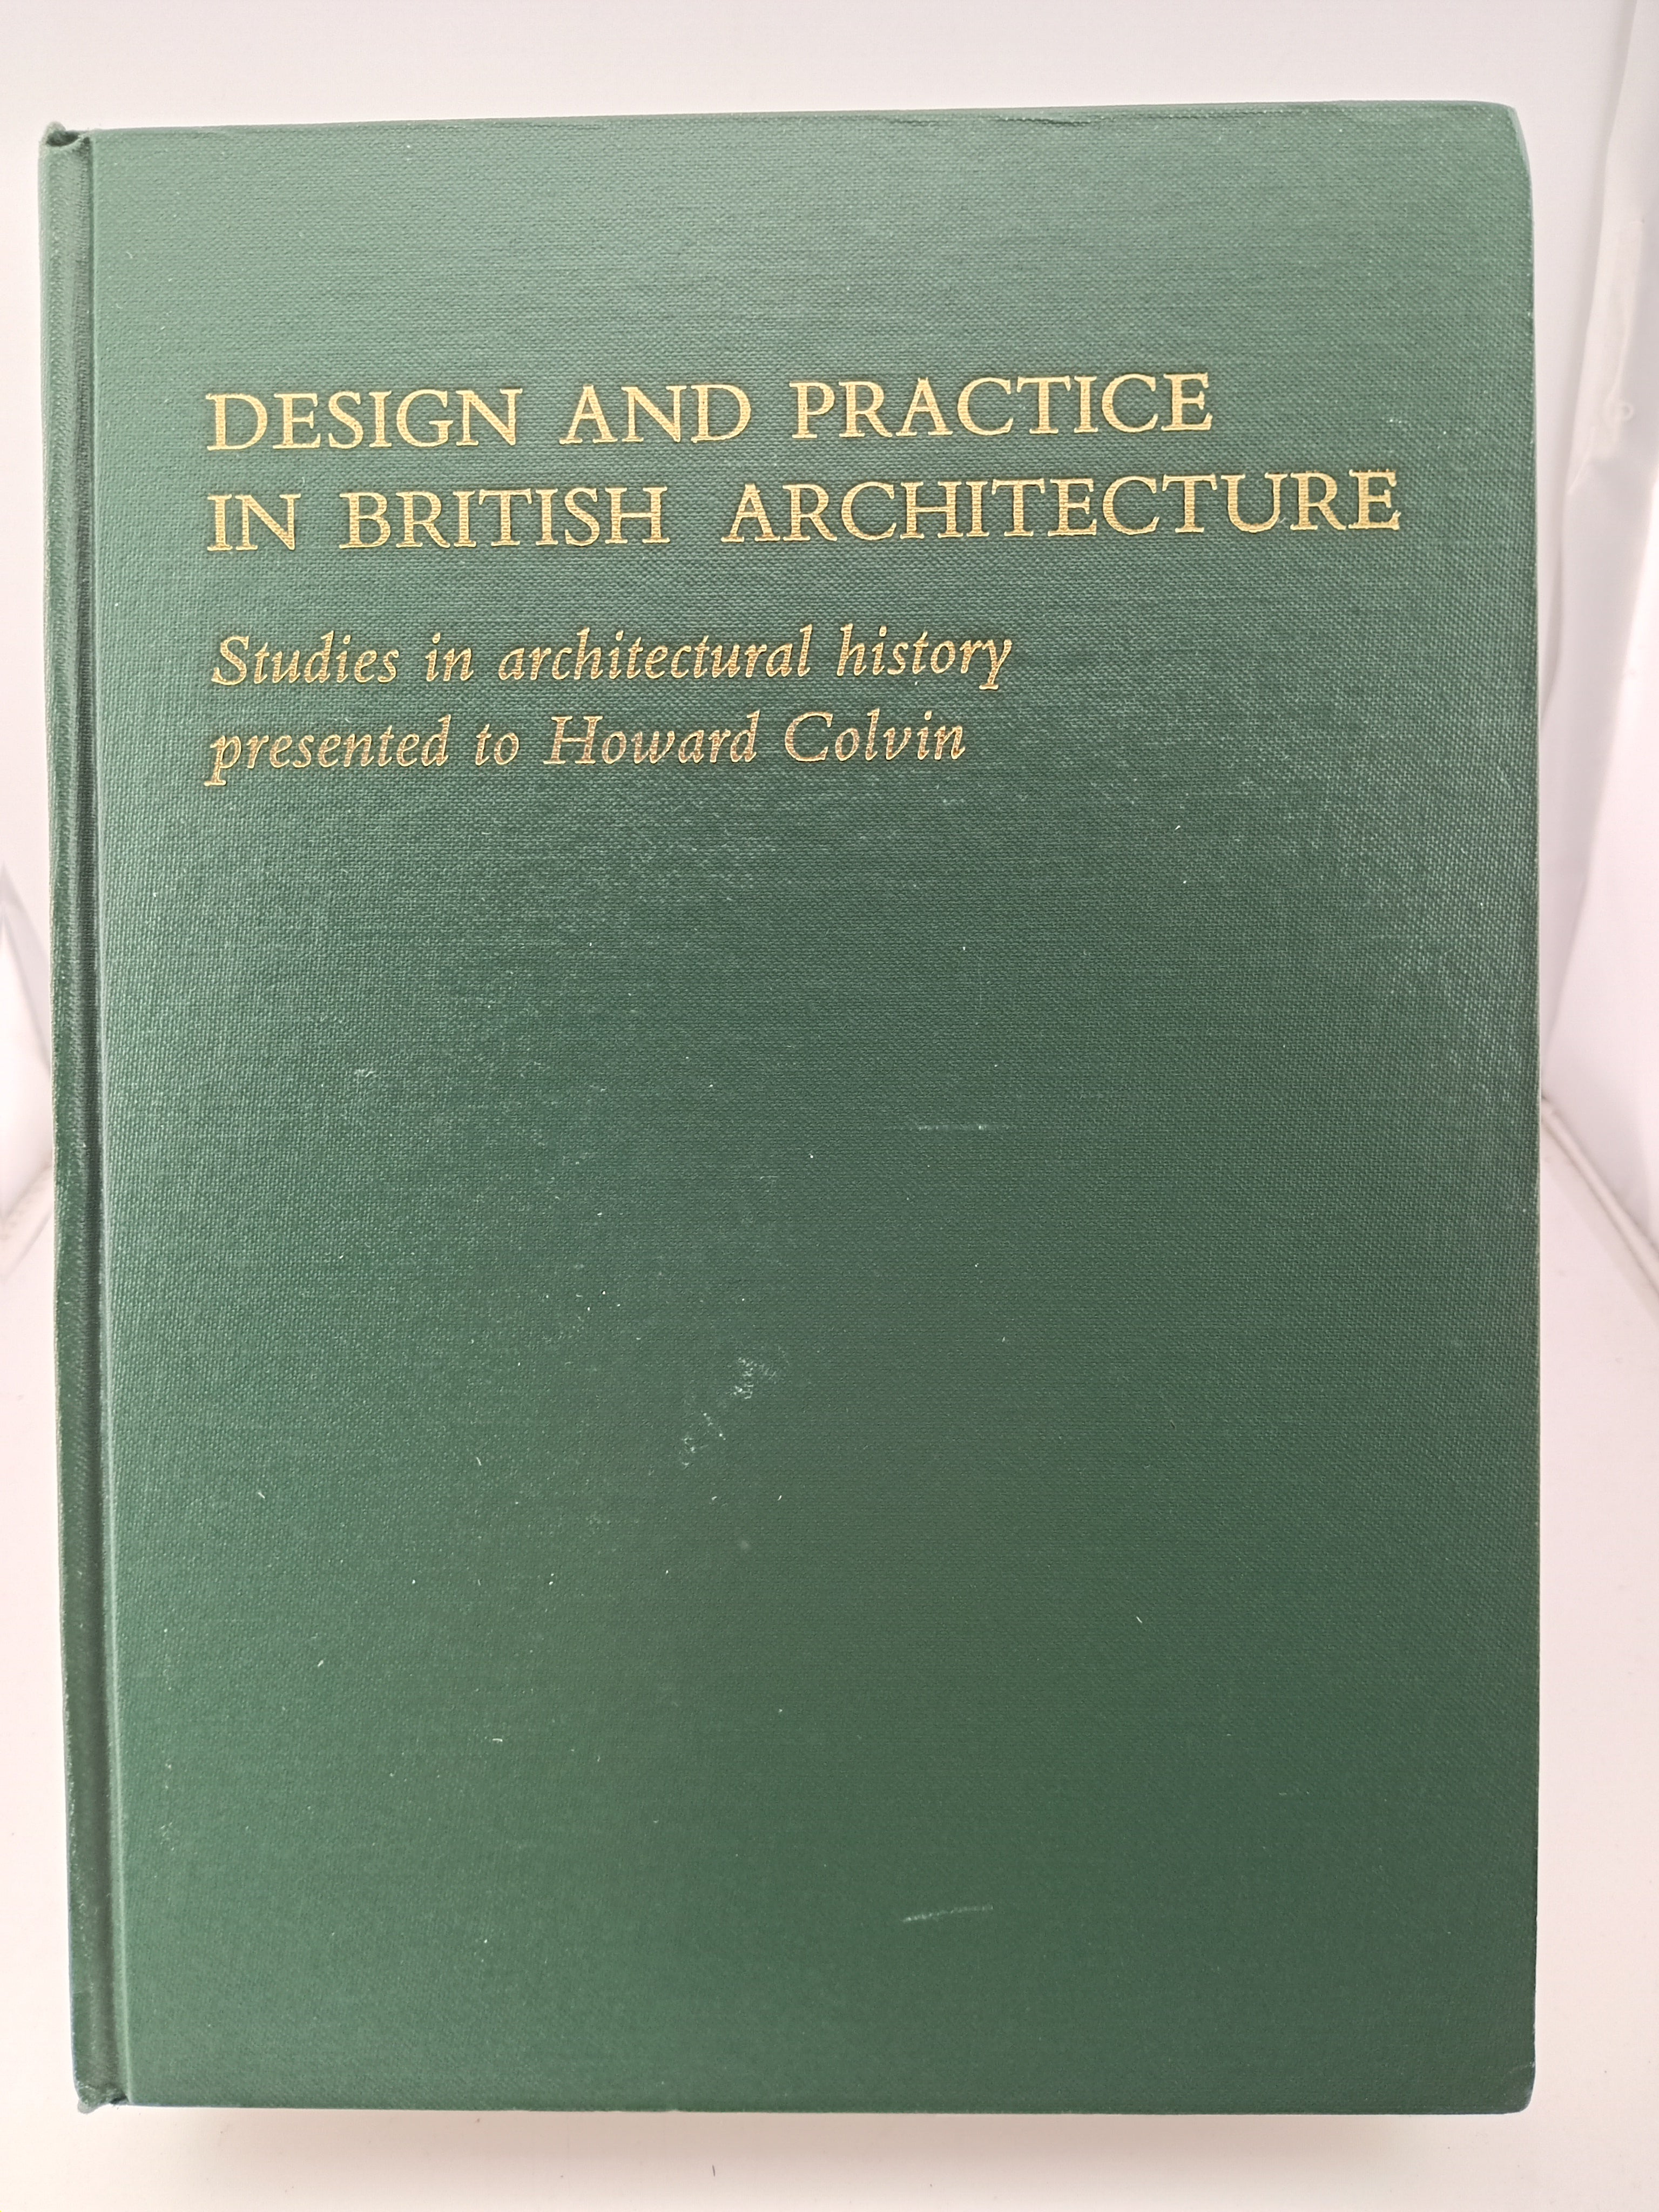 DESIGN AND PRACTICE
IN BRITISH ARCHITECTURE
Studies in architectural history
presented to Howard Colvin